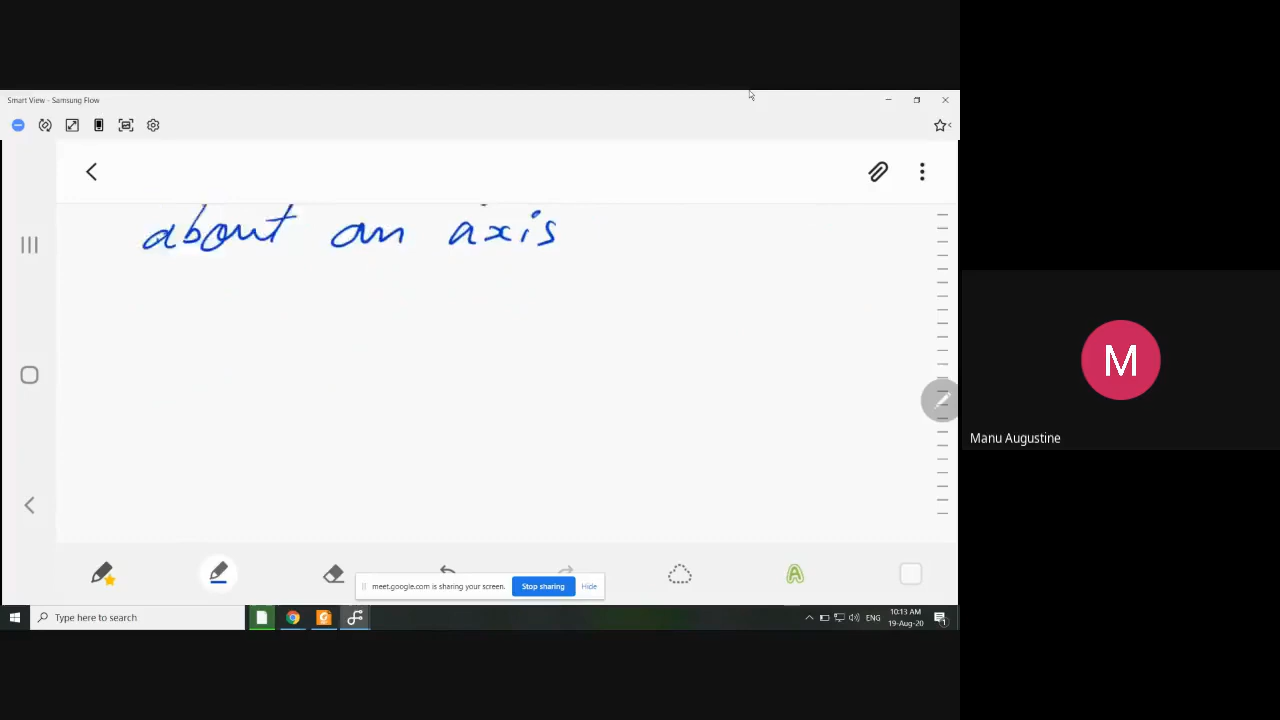 Smart View - Samsung Flow
about an axis
M
Manu Augustine
A
meet.google.com is sharing your screen. Stop sharing Hide
Type here to search
ENG
10:13 AM
19-Aug-20
1